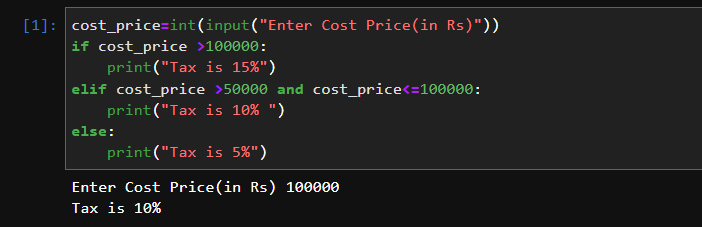 [1]: cost_price=int(input("Enter Cost Price(in Rs)"))
if cost_price >100000:
    print("Tax is 15%")
elif cost_price >50000 and cost_price<=100000:
    print("Tax is 10% ")
else:
    print("Tax is 5%")
Enter Cost Price(in Rs) 100000
Tax is 10%